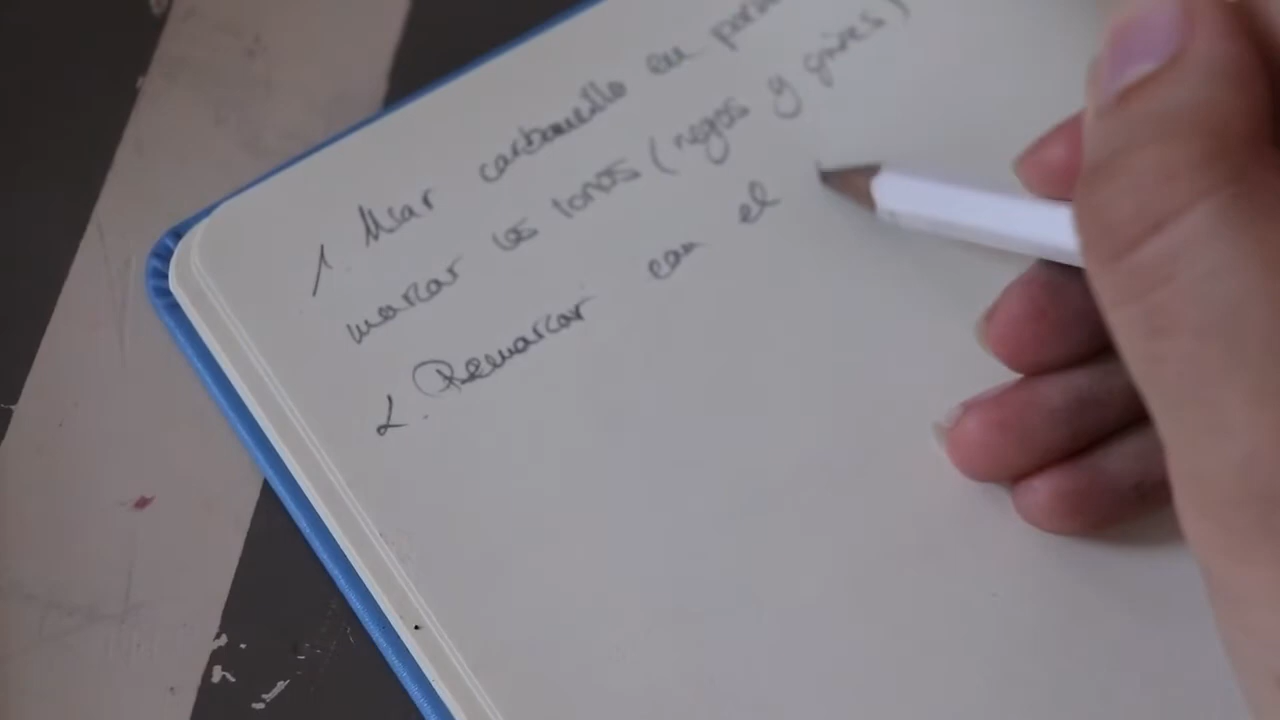 1. Usar carboncillo en
marcar los tonos (negros y grises)
2. Remarcar con el